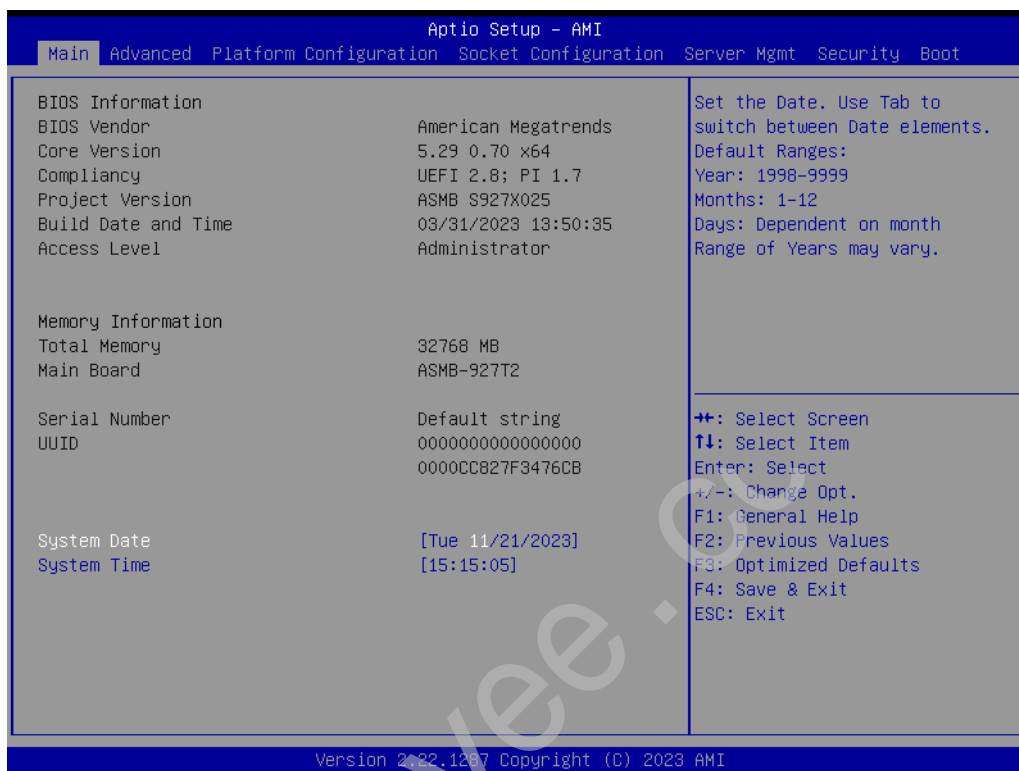 Aptio Setup - AMI
Main Advanced Platform Configuration Socket Configuration Server Mgmt Security Boot
BIOS Information
BIOS Vendor American Megatrends
Core Version 5.29 0.70 x64
Compliancy UEFI 2.8; PI 1.7
Project Version ASMB S927X025
Build Date and Time 03/31/2023 13:50:35
Access Level Administrator
Memory Information
Total Memory 32768 MB
Main Board ASMB-927T2
Serial Number Default string
UUID 0000000000000000
0000CC827F3476CB
System Date [Tue 11/21/2023]
System Time [15:15:05]
Set the Date. Use Tab to
switch between Date elements.
Default Ranges:
Year: 1998-9999
Months: 1-12
Days: Dependent on month
Range of Years may vary.
→←: Select Screen
↑↓: Select Item
Enter: Select
+/-: Change Opt.
F1: General Help
F2: Previous Values
F3: Optimized Defaults
F4: Save & Exit
ESC: Exit
Version 2.22.1287 Copyright (C) 2023 AMI